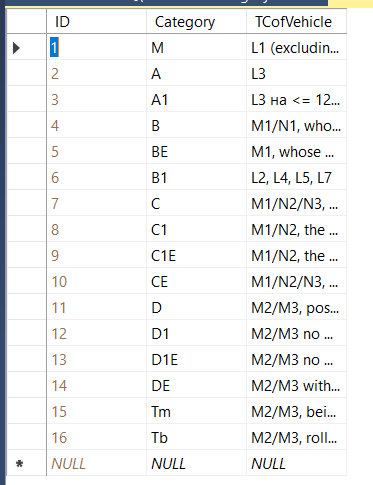 ID Category TCofVehicle
1 M L1 (excludin...
2 A L3
3 A1 L3 на <= 12...
4 B M1/N1, who...
5 BE M1, whose ...
6 B1 L2, L4, L5, L7
7 C M1/N2/N3, ...
8 C1 M1/N2, the ...
9 C1E M1/N2, the ...
10 CE M1/N2/N3, ...
11 D M2/M3, pos...
12 D1 M2/M3 no ...
13 D1E M2/M3 no ...
14 DE M2/M3 with...
15 Tm M2/M3, bei...
16 Tb M2/M3, roll...
NULL NULL NULL